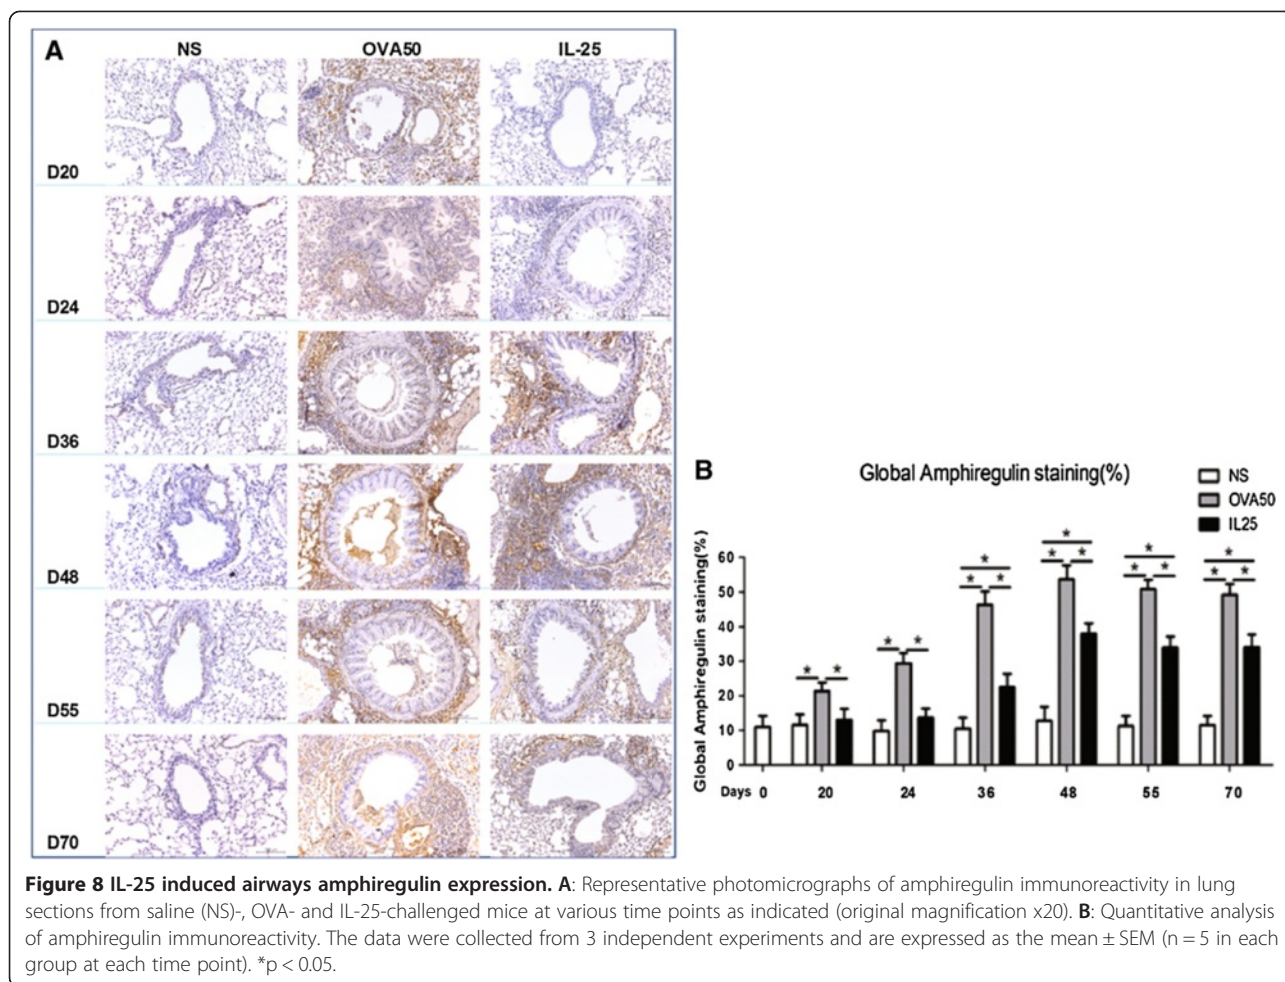 A
NS OVA50 IL-25
D20
D24
D36
D48
D55
D70
B
Global Amphiregulin staining(%)
NS
OVA50
IL25
Global Amphiregulin staining(%)
60
50
40
30
20
10
0
* *
* *
* * *
* * *
* * *
* * *
Days 0 20 24 36 48 55 70
Figure 8 IL-25 induced airways amphiregulin expression. A: Representative photomicrographs of amphiregulin immunoreactivity in lung
sections from saline (NS)-, OVA- and IL-25-challenged mice at various time points as indicated (original magnification x20). B: Quantitative analysis
of amphiregulin immunoreactivity. The data were collected from 3 independent experiments and are expressed as the mean ± SEM (n = 5 in each
group at each time point). *p < 0.05.